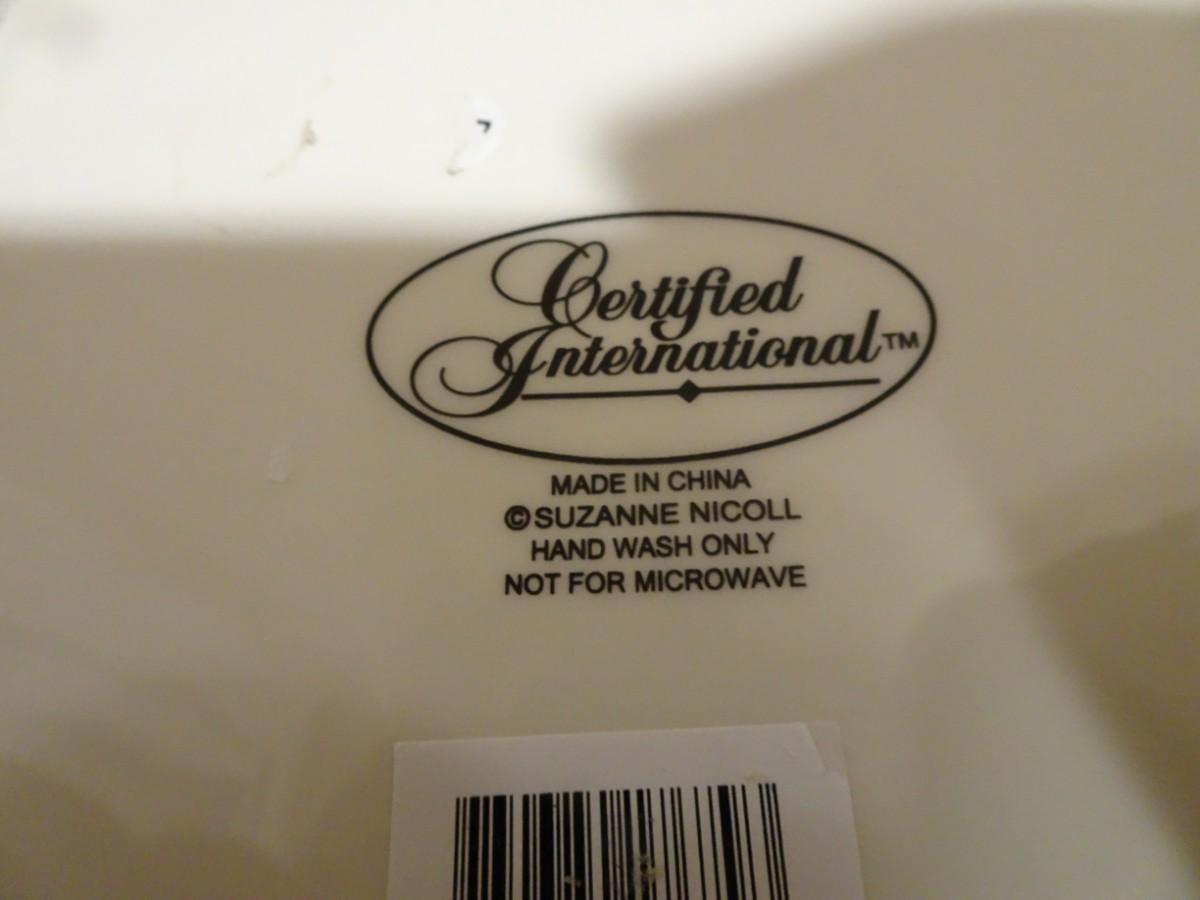 Certified
International™
MADE IN CHINA
©SUZANNE NICOLL
HAND WASH ONLY
NOT FOR MICROWAVE